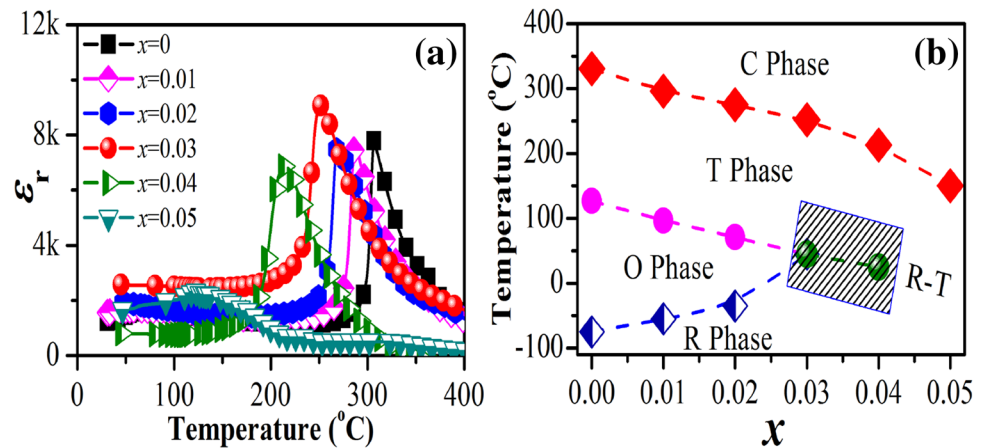 (a)
12k
8k
4k
0
εr
x=0
x=0.01
x=0.02
x=0.03
x=0.04
x=0.05
0 100 200 300 400
Temperature (°C)
(b)
400
300
200
100
0
-100
Temperature (°C)
C Phase
T Phase
O Phase
R Phase
R-T
0.00 0.01 0.02 0.03 0.04 0.05
x